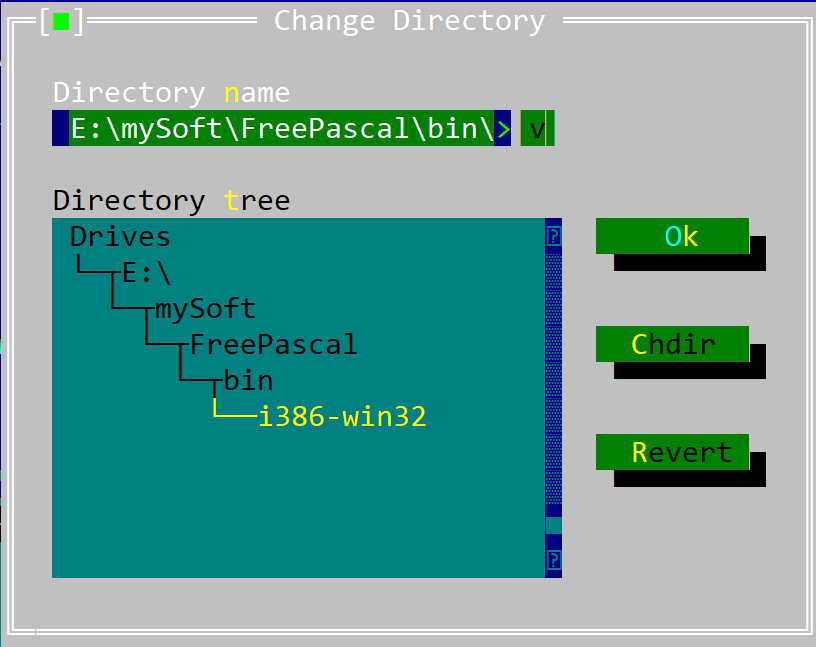 [■] Change Directory
Directory name
E:\mySoft\FreePascal\bin\> v
Directory tree
Drives
E:\
mySoft
FreePascal
bin
i386-win32
Ok
Chdir
Revert